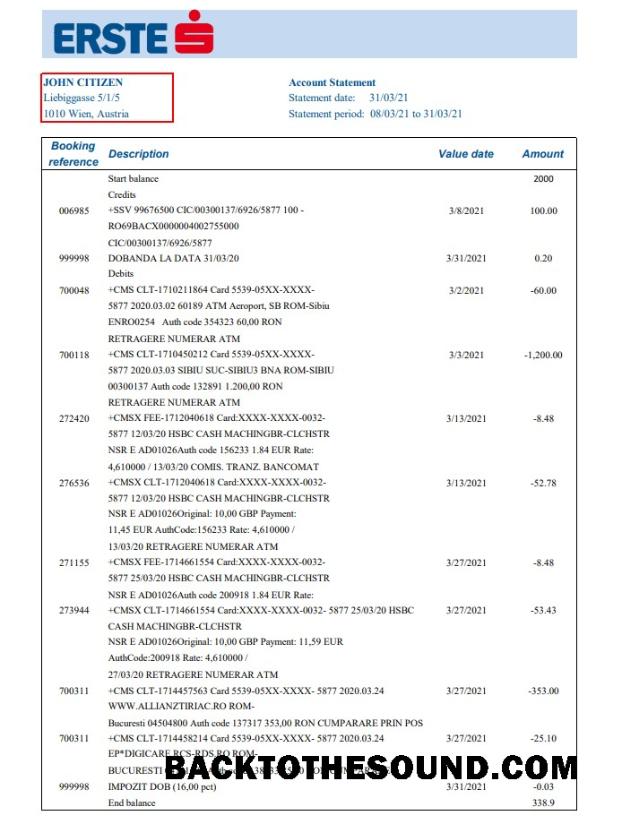 ERSTE
JOHN CITIZEN
Liebiggasse 5/1/5
1010 Wien, Austria
Account Statement
Statement date: 31/03/21
Statement period: 08/03/21 to 31/03/21
Booking reference Description Value date Amount
Start balance 2000
Credits
006985 +SSV 99676500 CIC/00300137/6926/5877 100 - 3/8/2021 100.00
RO69BACX0000004002755000
CIC/00300137/6926/5877
999998 DOBANDA LA DATA 31/03/20 3/31/2021 0.20
Debits
700048 +CMS CLT-1710211864 Card 5539-05XX-XXXX- 3/2/2021 -60.00
5877 2020.03.02 60189 ATM Aeroport, SB ROM-Sibiu
ENRO0254 Auth code 354323 60,00 RON
RETRAGERE NUMERAR ATM
700118 +CMS CLT-1710450212 Card 5539-05XX-XXXX- 3/3/2021 -1,200.00
5877 2020.03.03 SIBIU SUC-SIBIU3 BNA ROM-SIBIU
00300137 Auth code 132891 1.200,00 RON
RETRAGERE NUMERAR ATM
272420 +CMSX FEE-1712040618 Card:XXXX-XXXX-0032- 3/13/2021 -8.48
5877 12/03/20 HSBC CASH MACHINGBR-CLCHSTR
NSR E AD01026Auth code 156233 1.84 EUR Rate:
4,610000 / 13/03/20 COMIS. TRANZ. BANCOMAT
276536 +CMSX CLT-1712040618 Card:XXXX-XXXX-0032- 3/13/2021 -52.78
5877 12/03/20 HSBC CASH MACHINGBR-CLCHSTR
NSR E AD01026Original: 10,00 GBP Payment:
11,45 EUR AuthCode:156233 Rate: 4,610000 /
13/03/20 RETRAGERE NUMERAR ATM
271155 +CMSX FEE-1714661554 Card:XXXX-XXXX-0032- 3/27/2021 -8.48
5877 25/03/20 HSBC CASH MACHINGBR-CLCHSTR
NSR E AD01026Auth code 200918 1.84 EUR Rate:
273944 +CMSX CLT-1714661554 Card:XXXX-XXXX-0032- 5877 25/03/20 HSBC 3/27/2021 -53.43
CASH MACHINGBR-CLCHSTR
NSR E AD01026Original: 10,00 GBP Payment: 11,59 EUR
AuthCode:200918 Rate: 4,610000 /
27/03/20 RETRAGERE NUMERAR ATM
700311 +CMS CLT-1714457563 Card 5539-05XX-XXXX- 5877 2020.03.24 3/27/2021 -353.00
WWW.ALLIANZTIRIAC.RO ROM-
Bucuresti 04504800 Auth code 137317 353,00 RON CUMPARARE PRIN POS
700311 +CMS CLT-1714458214 Card 5539-05XX-XXXX- 5877 2020.03.24 3/27/2021 -25.10
EP*DIGICARE RCS-RDS RO ROM-
BUCURESTI
BACKTOTHESOUND.COM
999998 IMPOZIT DOB (16,00 pct) 3/31/2021 -0.03
End balance 338.9